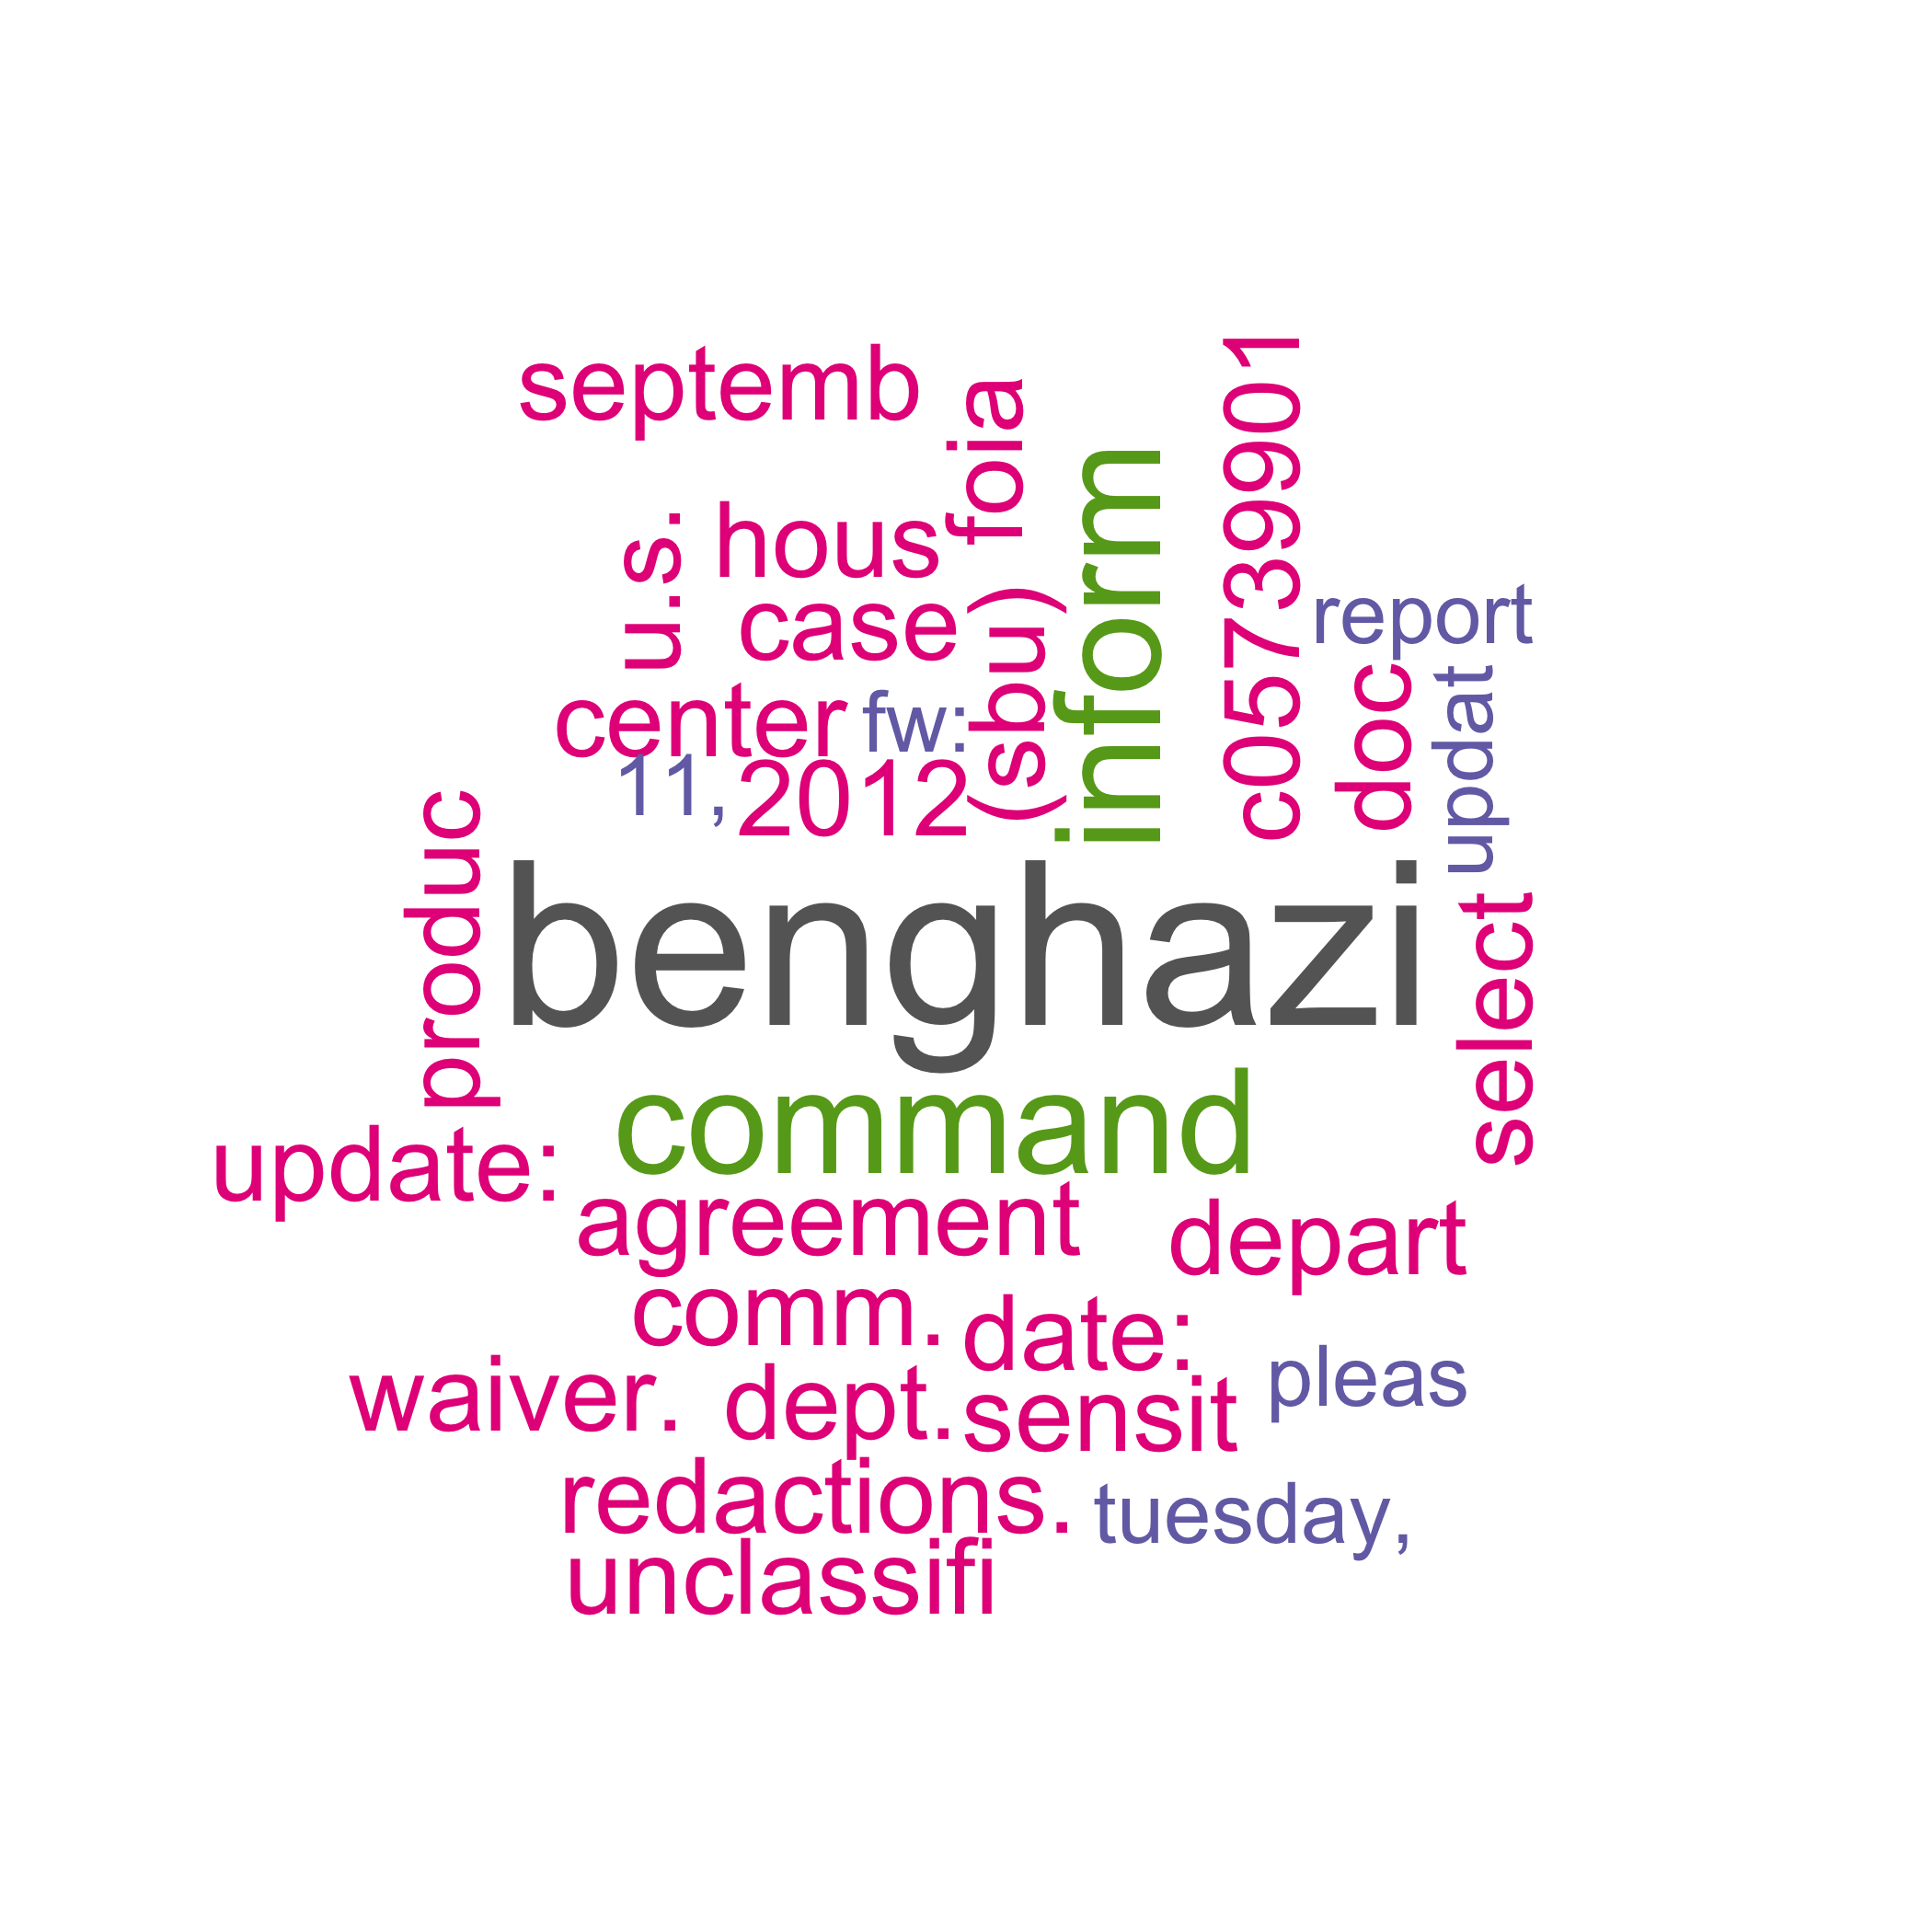 septemb
foia
c05739901
u.s.
hous
inform
case
(sbu)
report
center
fw:
doc
updat
11,
2012
produc
benghazi
select
command
update:
agreement
depart
comm.
date:
waiver.
dept.
sensit
pleas
redactions.
tuesday,
unclassifi